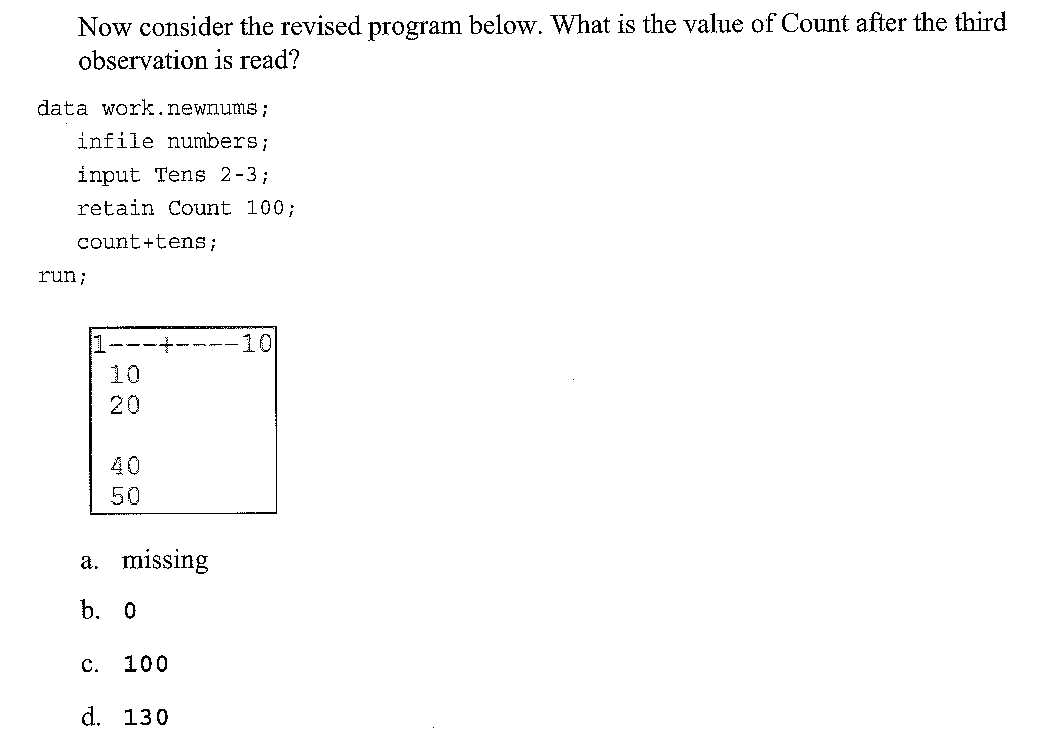 Now consider the revised program below. What is the value of Count after the third
observation is read?
data work.newnums;
infile numbers;
input Tens 2-3;
retain Count 100;
count+tens;
run;
1---+----10
10
20
40
50
a. missing
b. 0
c. 100
d. 130